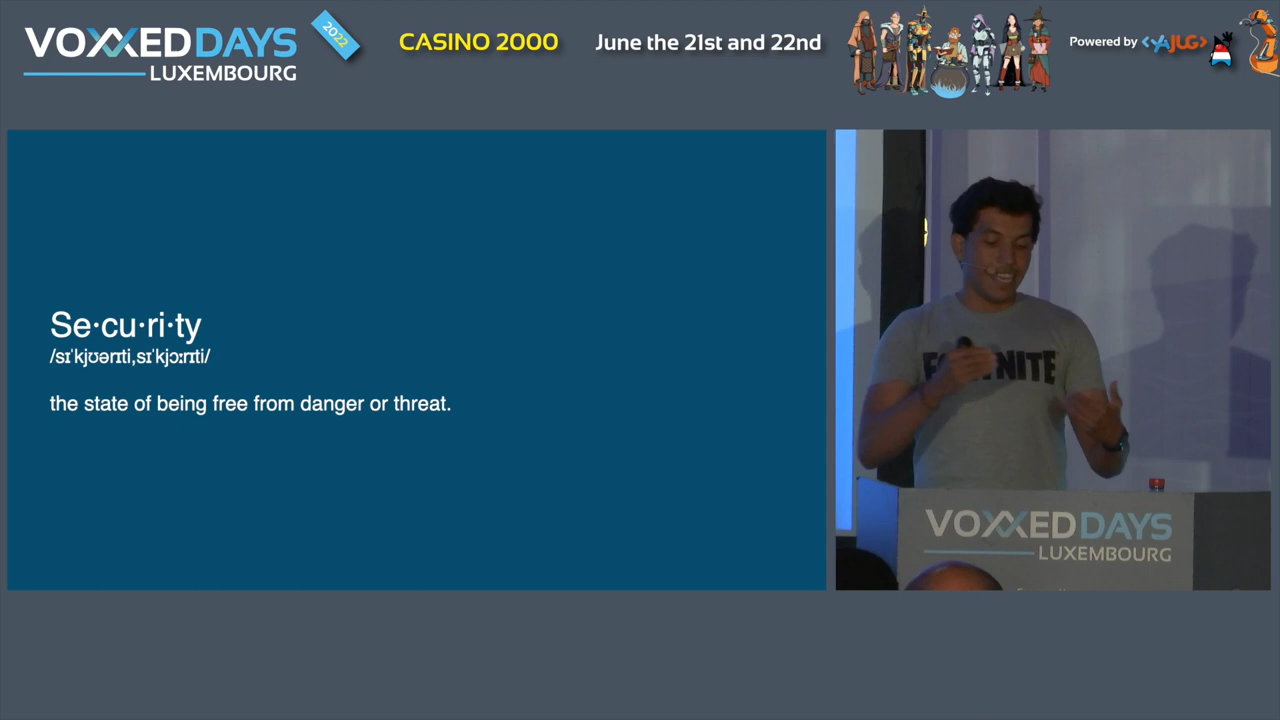 VOXXED DAYS
LUXEMBOURG
2022
CASINO 2000
June the 21st and 22nd
Powered by <YAJUG>
Se·cu·ri·ty
/sɪˈkjʊərɪti,sɪˈkjɔːrɪti/
the state of being free from danger or threat.
VOXXED DAYS
LUXEMBOURG